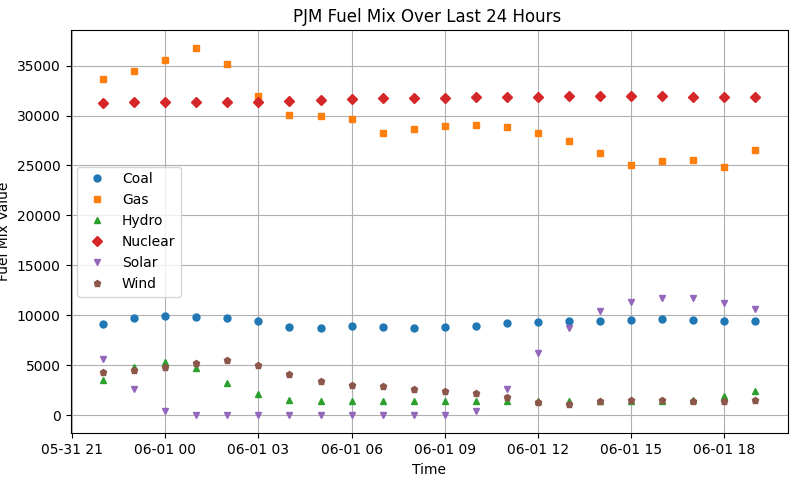 PJM Fuel Mix Over Last 24 Hours
35000
30000
25000
20000
15000
10000
5000
0
Fuel Mix Value
Coal
Gas
Hydro
Nuclear
Solar
Wind
05-31 21 06-01 00 06-01 03 06-01 06 06-01 09 06-01 12 06-01 15 06-01 18
Time